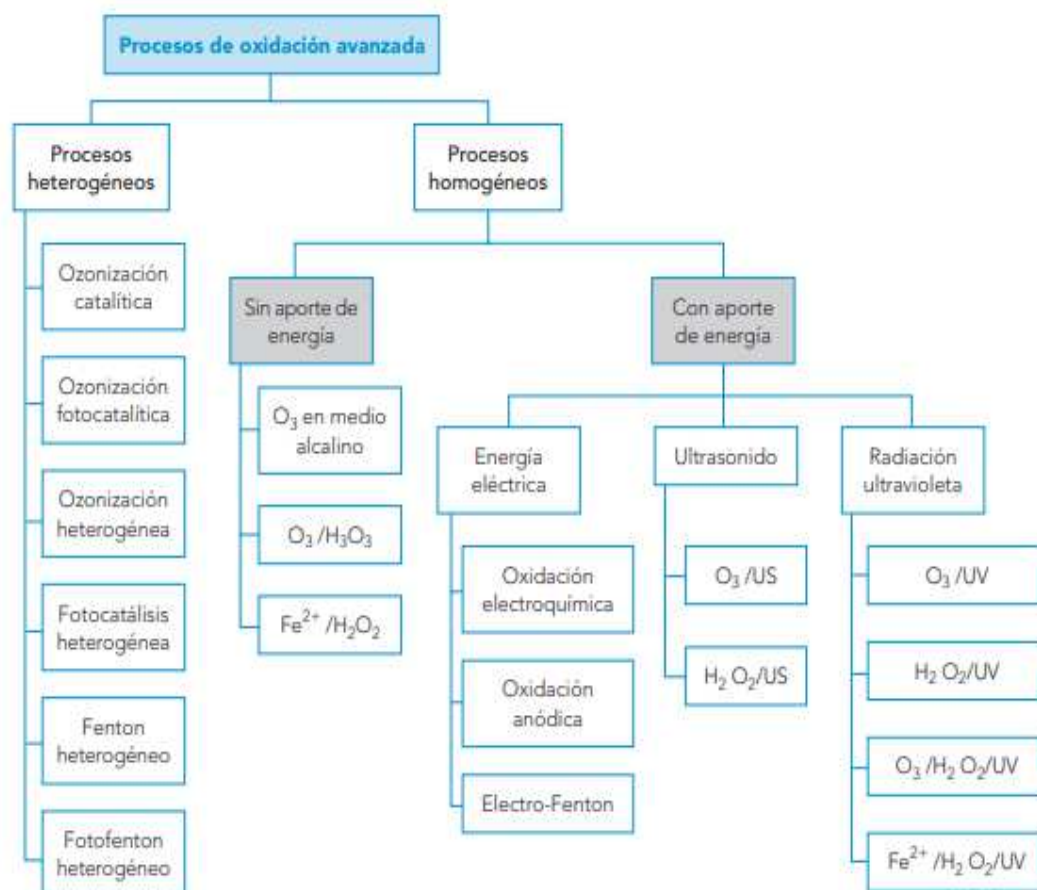 Procesos de oxidación avanzada
Procesos
heterogéneos
Procesos
homogéneos
Ozonización
catalítica
Ozonización
fotocatalítica
Ozonización
heterogénea
Fotocatálisis
heterogénea
Fenton
heterogéneo
Fotofenton
heterogéneo
Sin aporte de
energía
O₃ en medio
alcalino
O₃ /H₃O₃
Fe²⁺ /H₂O₂
Con aporte
de energía
Energía
eléctrica
Oxidación
electroquímica
Oxidación
anódica
Electro-Fenton
Ultrasonido
O₃ /US
H₂ O₂/US
Radiación
ultravioleta
O₃ /UV
H₂ O₂/UV
O₃ /H₂ O₂/UV
Fe²⁺ /H₂ O₂/UV